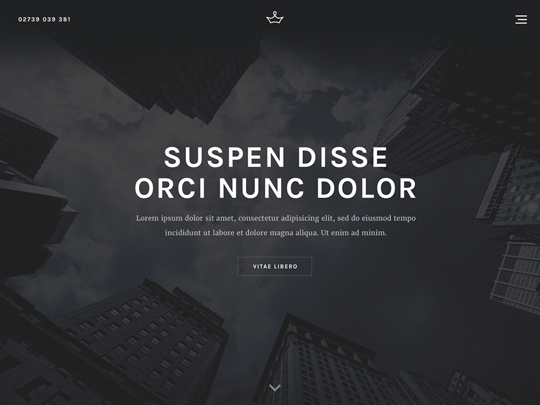 02739 039 381
SUSPEN DISSE
ORCI NUNC DOLOR
Lorem ipsum dolor sit amet, consectetur adipisicing elit, sed do eiusmod tempo
incididunt ut labore et dolore magna aliqua. Ut enim ad minim.
VITAE LIBERO